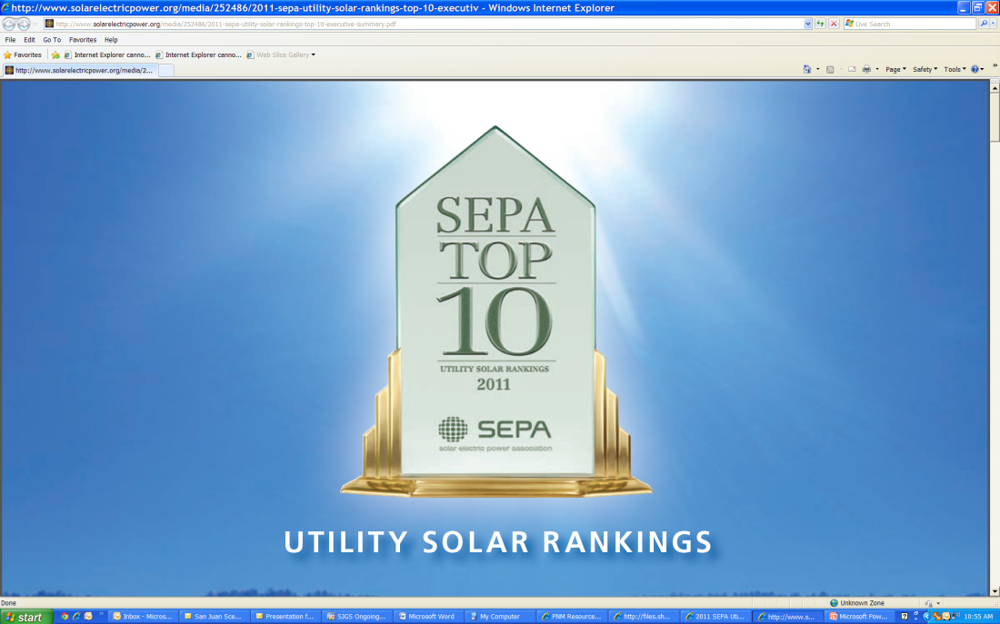 http://www.solarelectricpower.org/media/252486/2011-sepa-utility-solar-rankings-top-10-executiv - Windows Internet Explorer
http://www.solarelectricpower.org/media/252486/2011-sepa-utility-solar-rankings-top-10-executive-summary.pdf
Live Search
File Edit Go To Favorites Help
Favorites Internet Explorer canno... Internet Explorer canno... Web Slice Gallery
http://www.solarelectricpower.org/media/2...
Page Safety Tools
SEPA
TOP
10
UTILITY SOLAR RANKINGS
2011
SEPA
solar electric power association
UTILITY SOLAR RANKINGS
Done
Unknown Zone
start
Inbox - Micros...
San Juan Sce...
Presentation f...
SJGS Ongoing...
Microsoft Word
My Computer
PNM Resource...
http://files.sh...
2011 SEPA Uti...
http://www.s...
Microsoft Pow...
10:55 AM